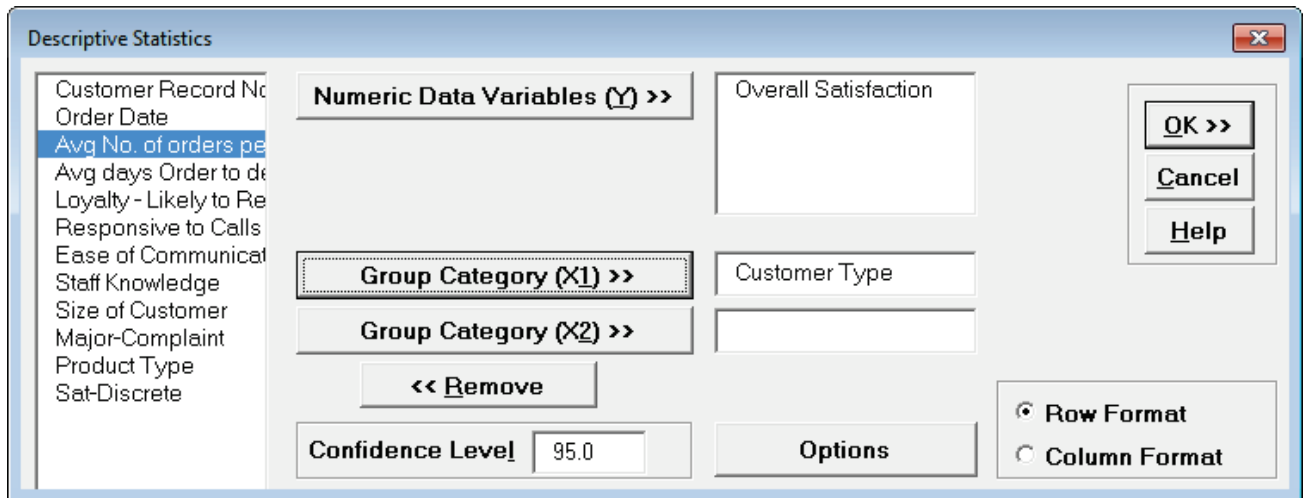 Descriptive Statistics
Customer Record No
Order Date
Avg No. of orders pe
Avg days Order to de
Loyalty - Likely to Re
Responsive to Calls
Ease of Communicat
Staff Knowledge
Size of Customer
Major-Complaint
Product Type
Sat-Discrete
Numeric Data Variables (Y) >>
Overall Satisfaction
Group Category (X1) >>
Customer Type
Group Category (X2) >>
<< Remove
Confidence Level 95.0
Options
OK >>
Cancel
Help
Row Format
Column Format